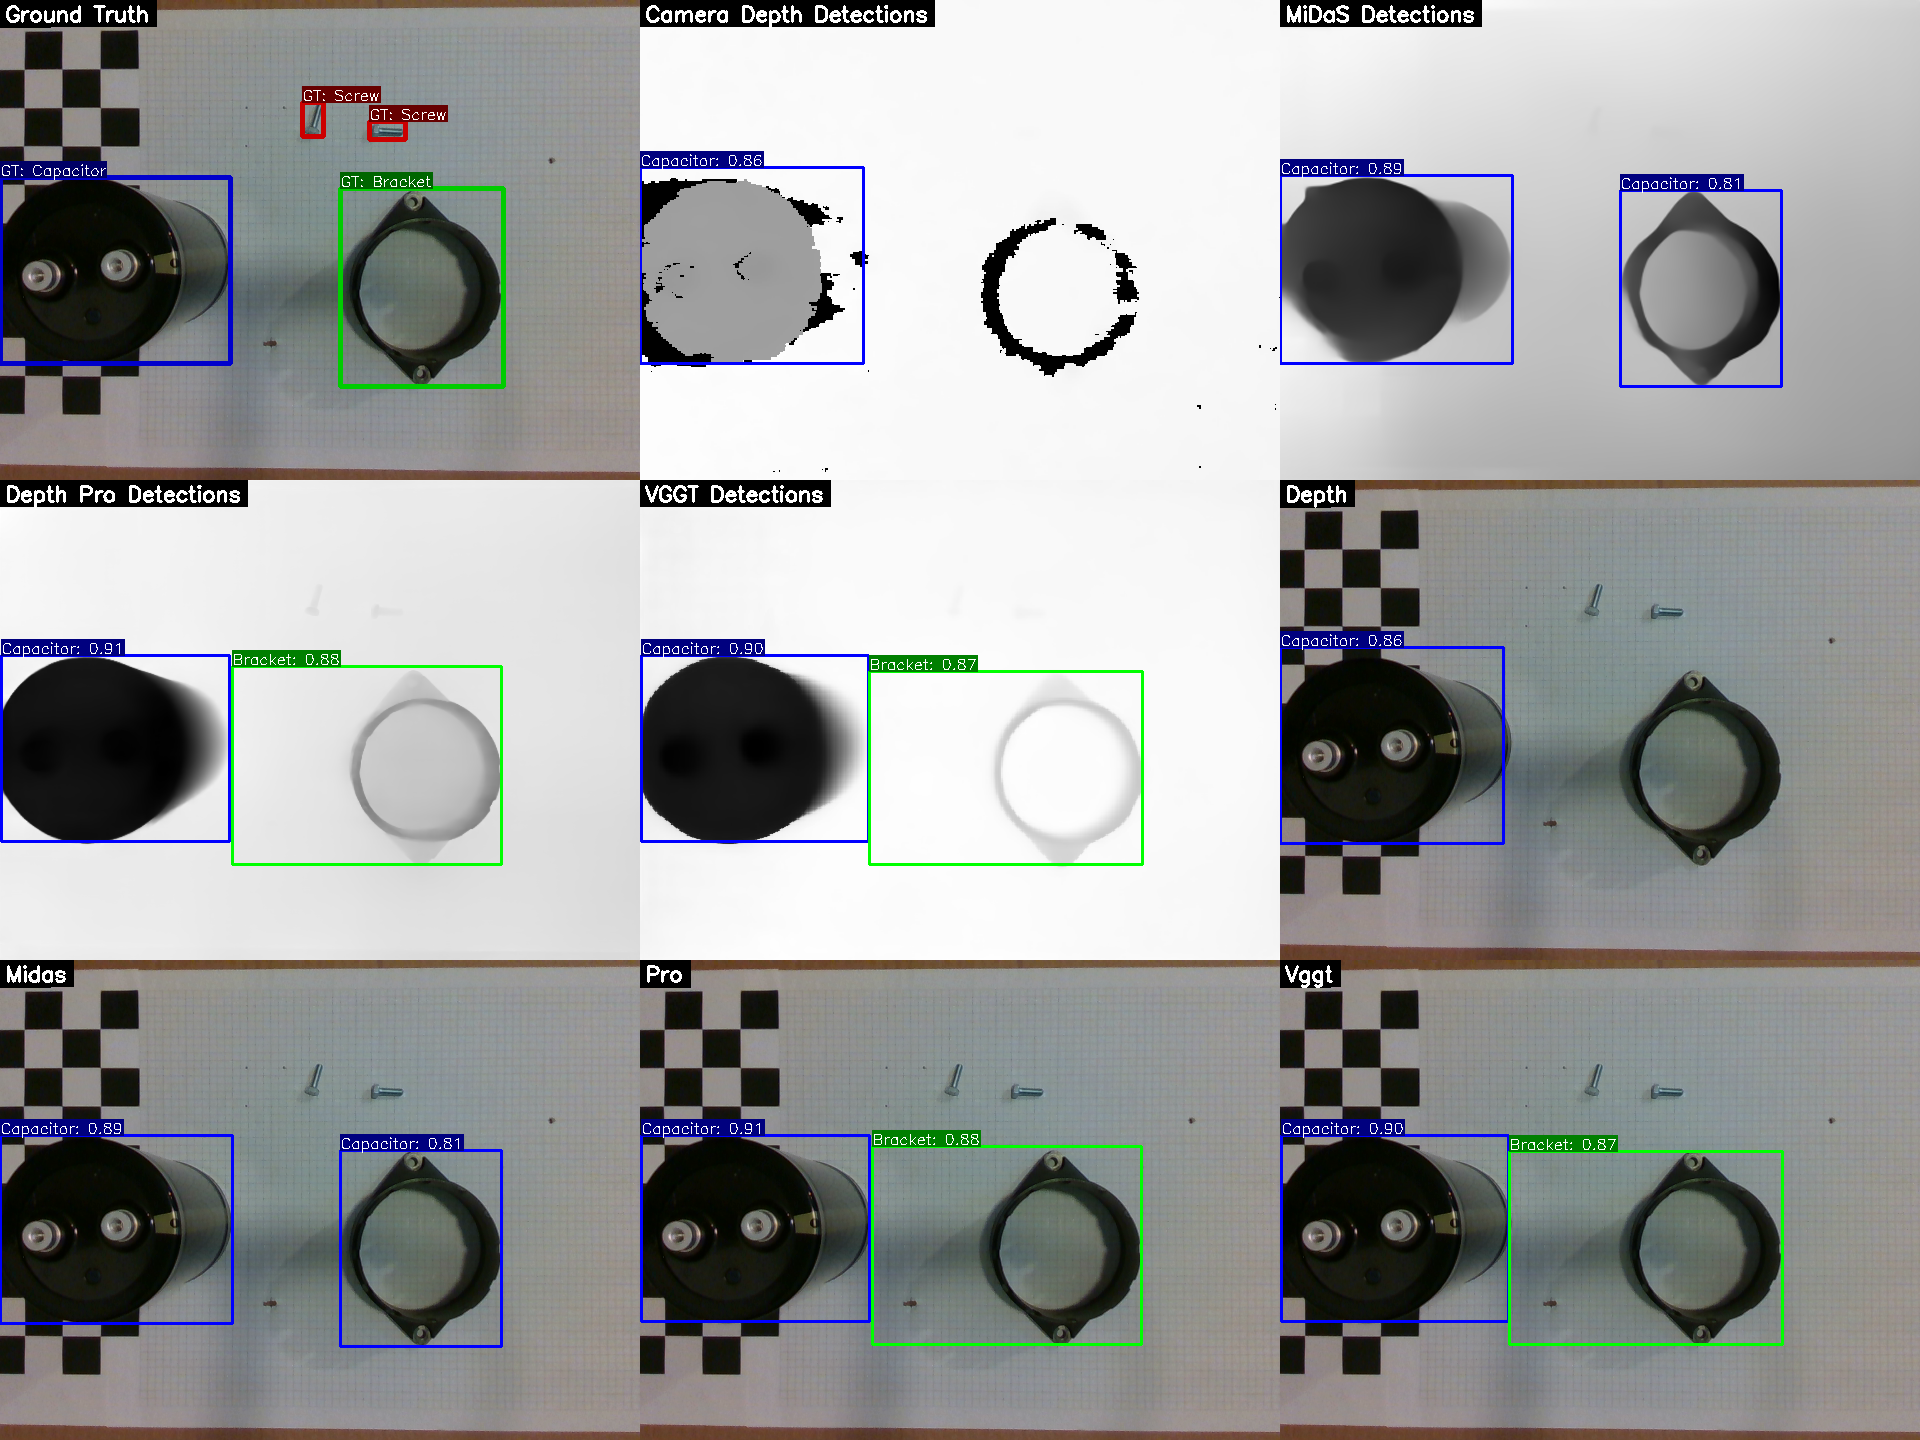 Ground Truth
GT: Screw
GT: Screw
GT: Capacitor
GT: Bracket
Camera Depth Detections
Capacitor: 0.86
MiDaS Detections
Capacitor: 0.89
Capacitor: 0.81
Depth Pro Detections
Capacitor: 0.91
Bracket: 0.88
VGGT Detections
Capacitor: 0.90
Bracket: 0.87
Depth
Capacitor: 0.86
Midas
Capacitor: 0.89
Capacitor: 0.81
Pro
Capacitor: 0.91
Bracket: 0.88
Vggt
Capacitor: 0.90
Bracket: 0.87